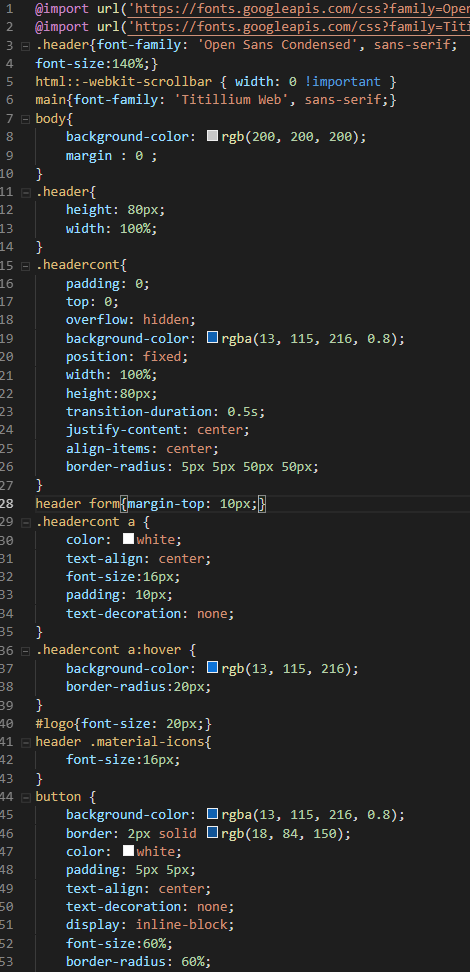 1 @import url('https://fonts.googleapis.com/css?family=Open
2 @import url('https://fonts.googleapis.com/css?family=Titi
3 .header{font-family: 'Open Sans Condensed', sans-serif;
4 font-size:140%;}
5 html::-webkit-scrollbar { width: 0 !important }
6 main{font-family: 'Titillium Web', sans-serif;}
7 body{
8 background-color: rgb(200, 200, 200);
9 margin : 0 ;
10 }
11 .header{
12 height: 80px;
13 width: 100%;
14 }
15 .headercont{
16 padding: 0;
17 top: 0;
18 overflow: hidden;
19 background-color: rgba(13, 115, 216, 0.8);
20 position: fixed;
21 width: 100%;
22 height:80px;
23 transition-duration: 0.5s;
24 justify-content: center;
25 align-items: center;
26 border-radius: 5px 5px 50px 50px;
27 }
28 header form{margin-top: 10px;}
29 .headercont a {
30 color: white;
31 text-align: center;
32 font-size:16px;
33 padding: 10px;
34 text-decoration: none;
35 }
36 .headercont a:hover {
37 background-color: rgb(13, 115, 216);
38 border-radius:20px;
39 }
40 #logo{font-size: 20px;}
41 header .material-icons{
42 font-size:16px;
43 }
44 button {
45 background-color: rgba(13, 115, 216, 0.8);
46 border: 2px solid rgb(18, 84, 150);
47 color: white;
48 padding: 5px 5px;
49 text-align: center;
50 text-decoration: none;
51 display: inline-block;
52 font-size:60%;
53 border-radius: 60%;